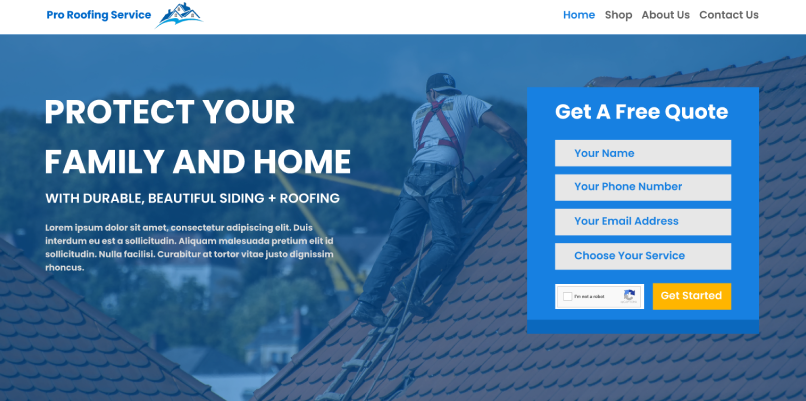 Pro Roofing Service
Home Shop About Us Contact Us
PROTECT YOUR
FAMILY AND HOME
WITH DURABLE, BEAUTIFUL SIDING + ROOFING
Lorem ipsum dolor sit amet, consectetur adipiscing elit. Duis
interdum eu est a sollicitudin. Aliquam malesuada pretium elit id
sollicitudin. Nulla facilisi. Curabitur at tortor vitae justo dignissim
rhoncus.
Get A Free Quote
Your Name
Your Phone Number
Your Email Address
Choose Your Service
I'm not a robot
Get Started